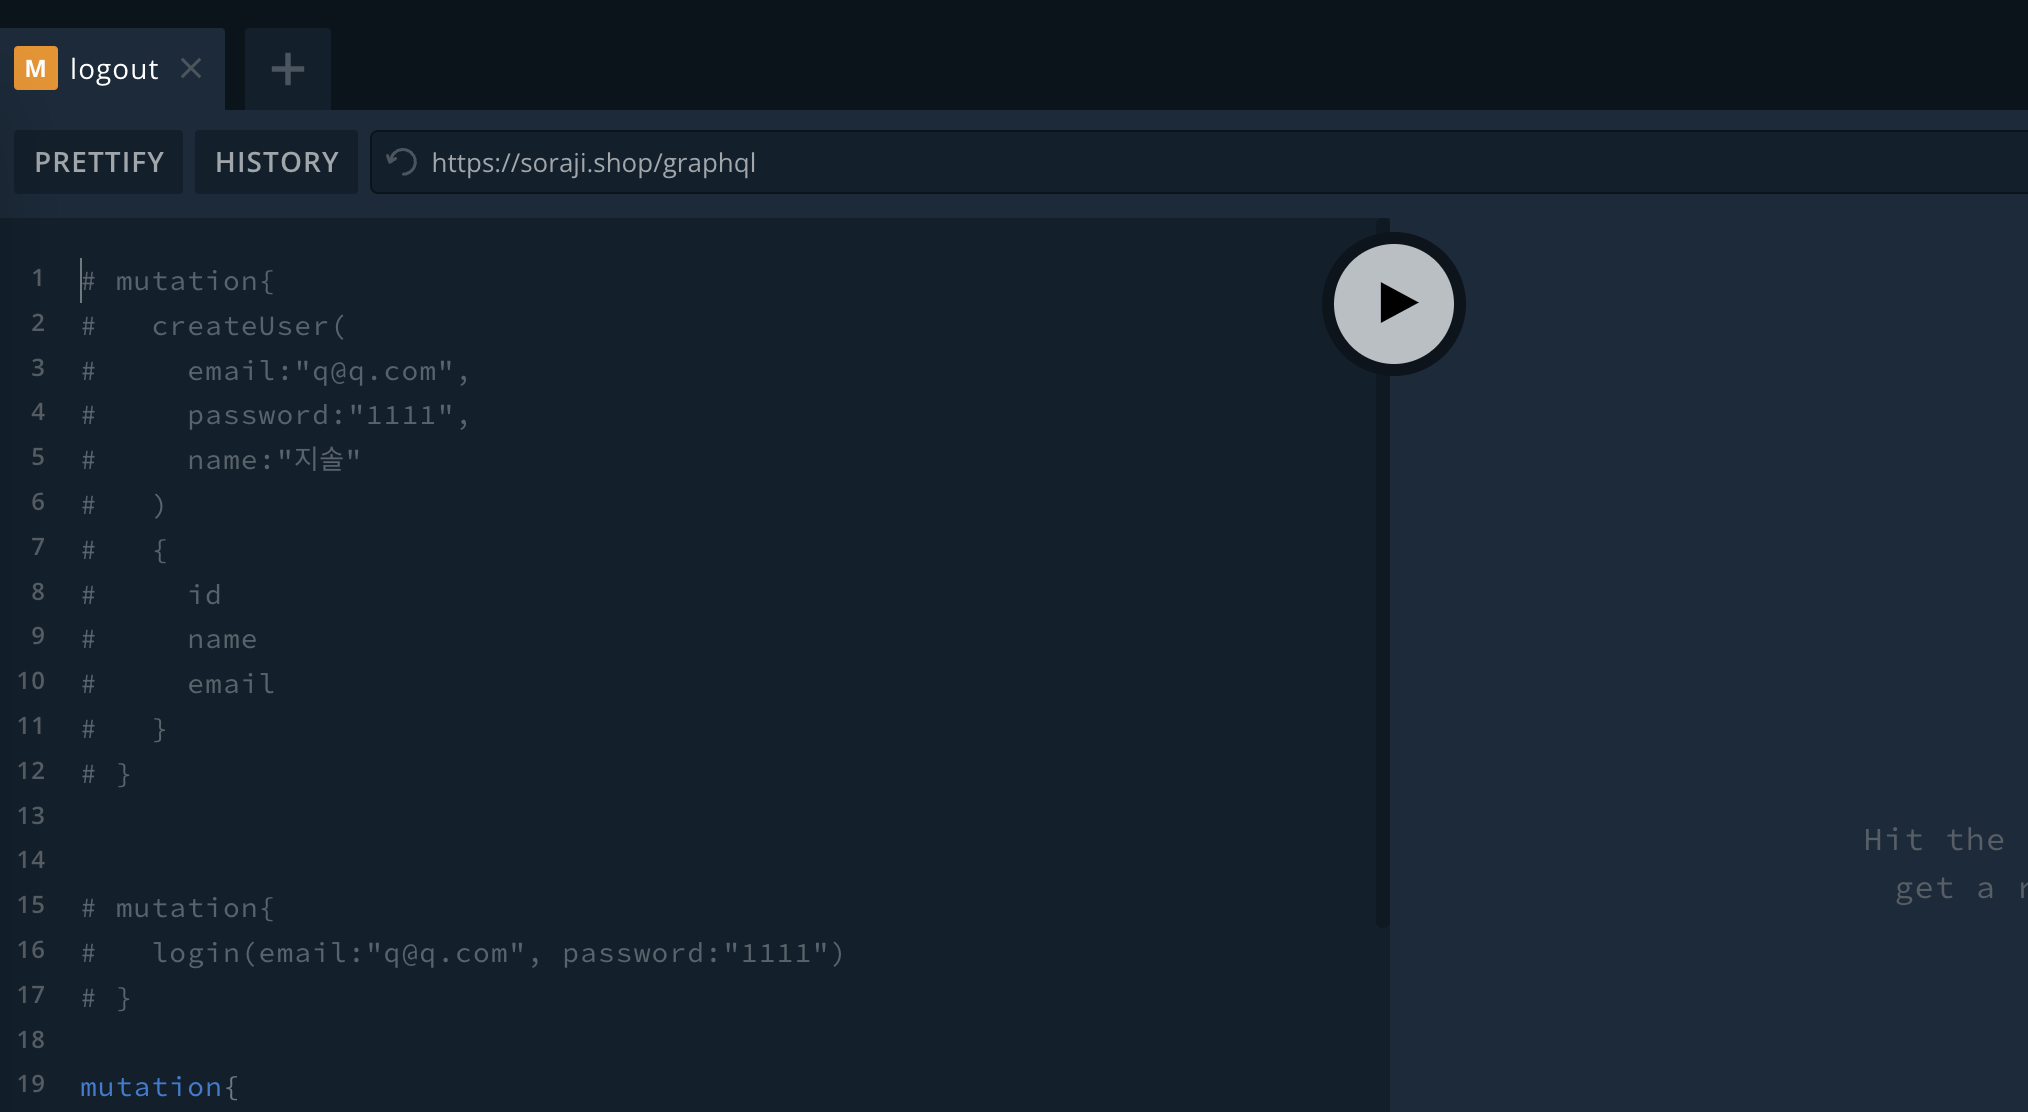 M logout
PRETTIFY HISTORY https://soraji.shop/graphql
1 # mutation{
2 # createUser(
3 # email:"q@q.com",
4 # password:"1111",
5 # name:"지솔"
6 # )
7 # {
8 # id
9 # name
10 # email
11 # }
12 # }
13
14
15 # mutation{
16 # login(email:"q@q.com", password:"1111")
17 # }
18
19 mutation{
Hit the
get a